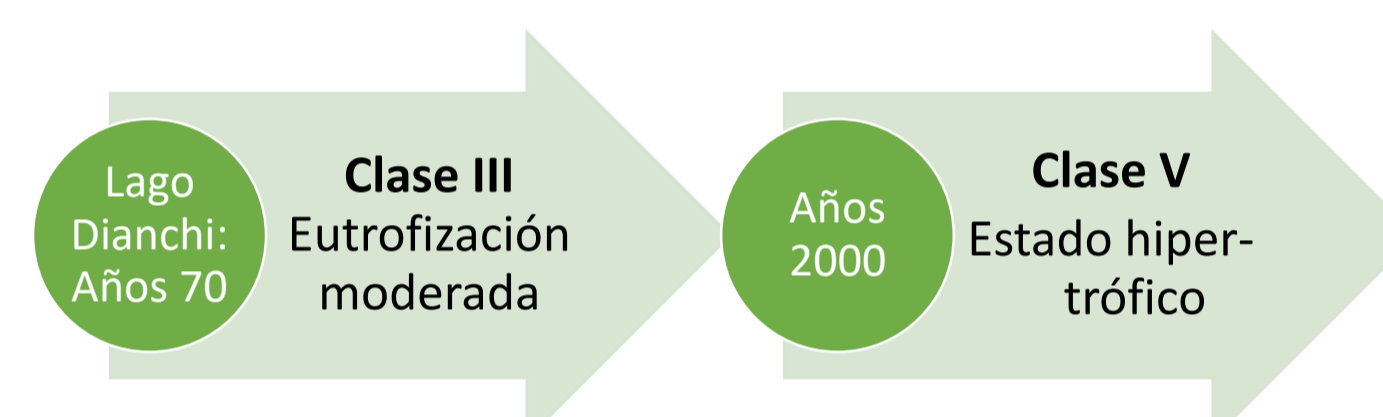 Lago
Dianchi:
Años 70
Clase III
Eutrofización
moderada
Años
2000
Clase V
Estado hiper-
trófico